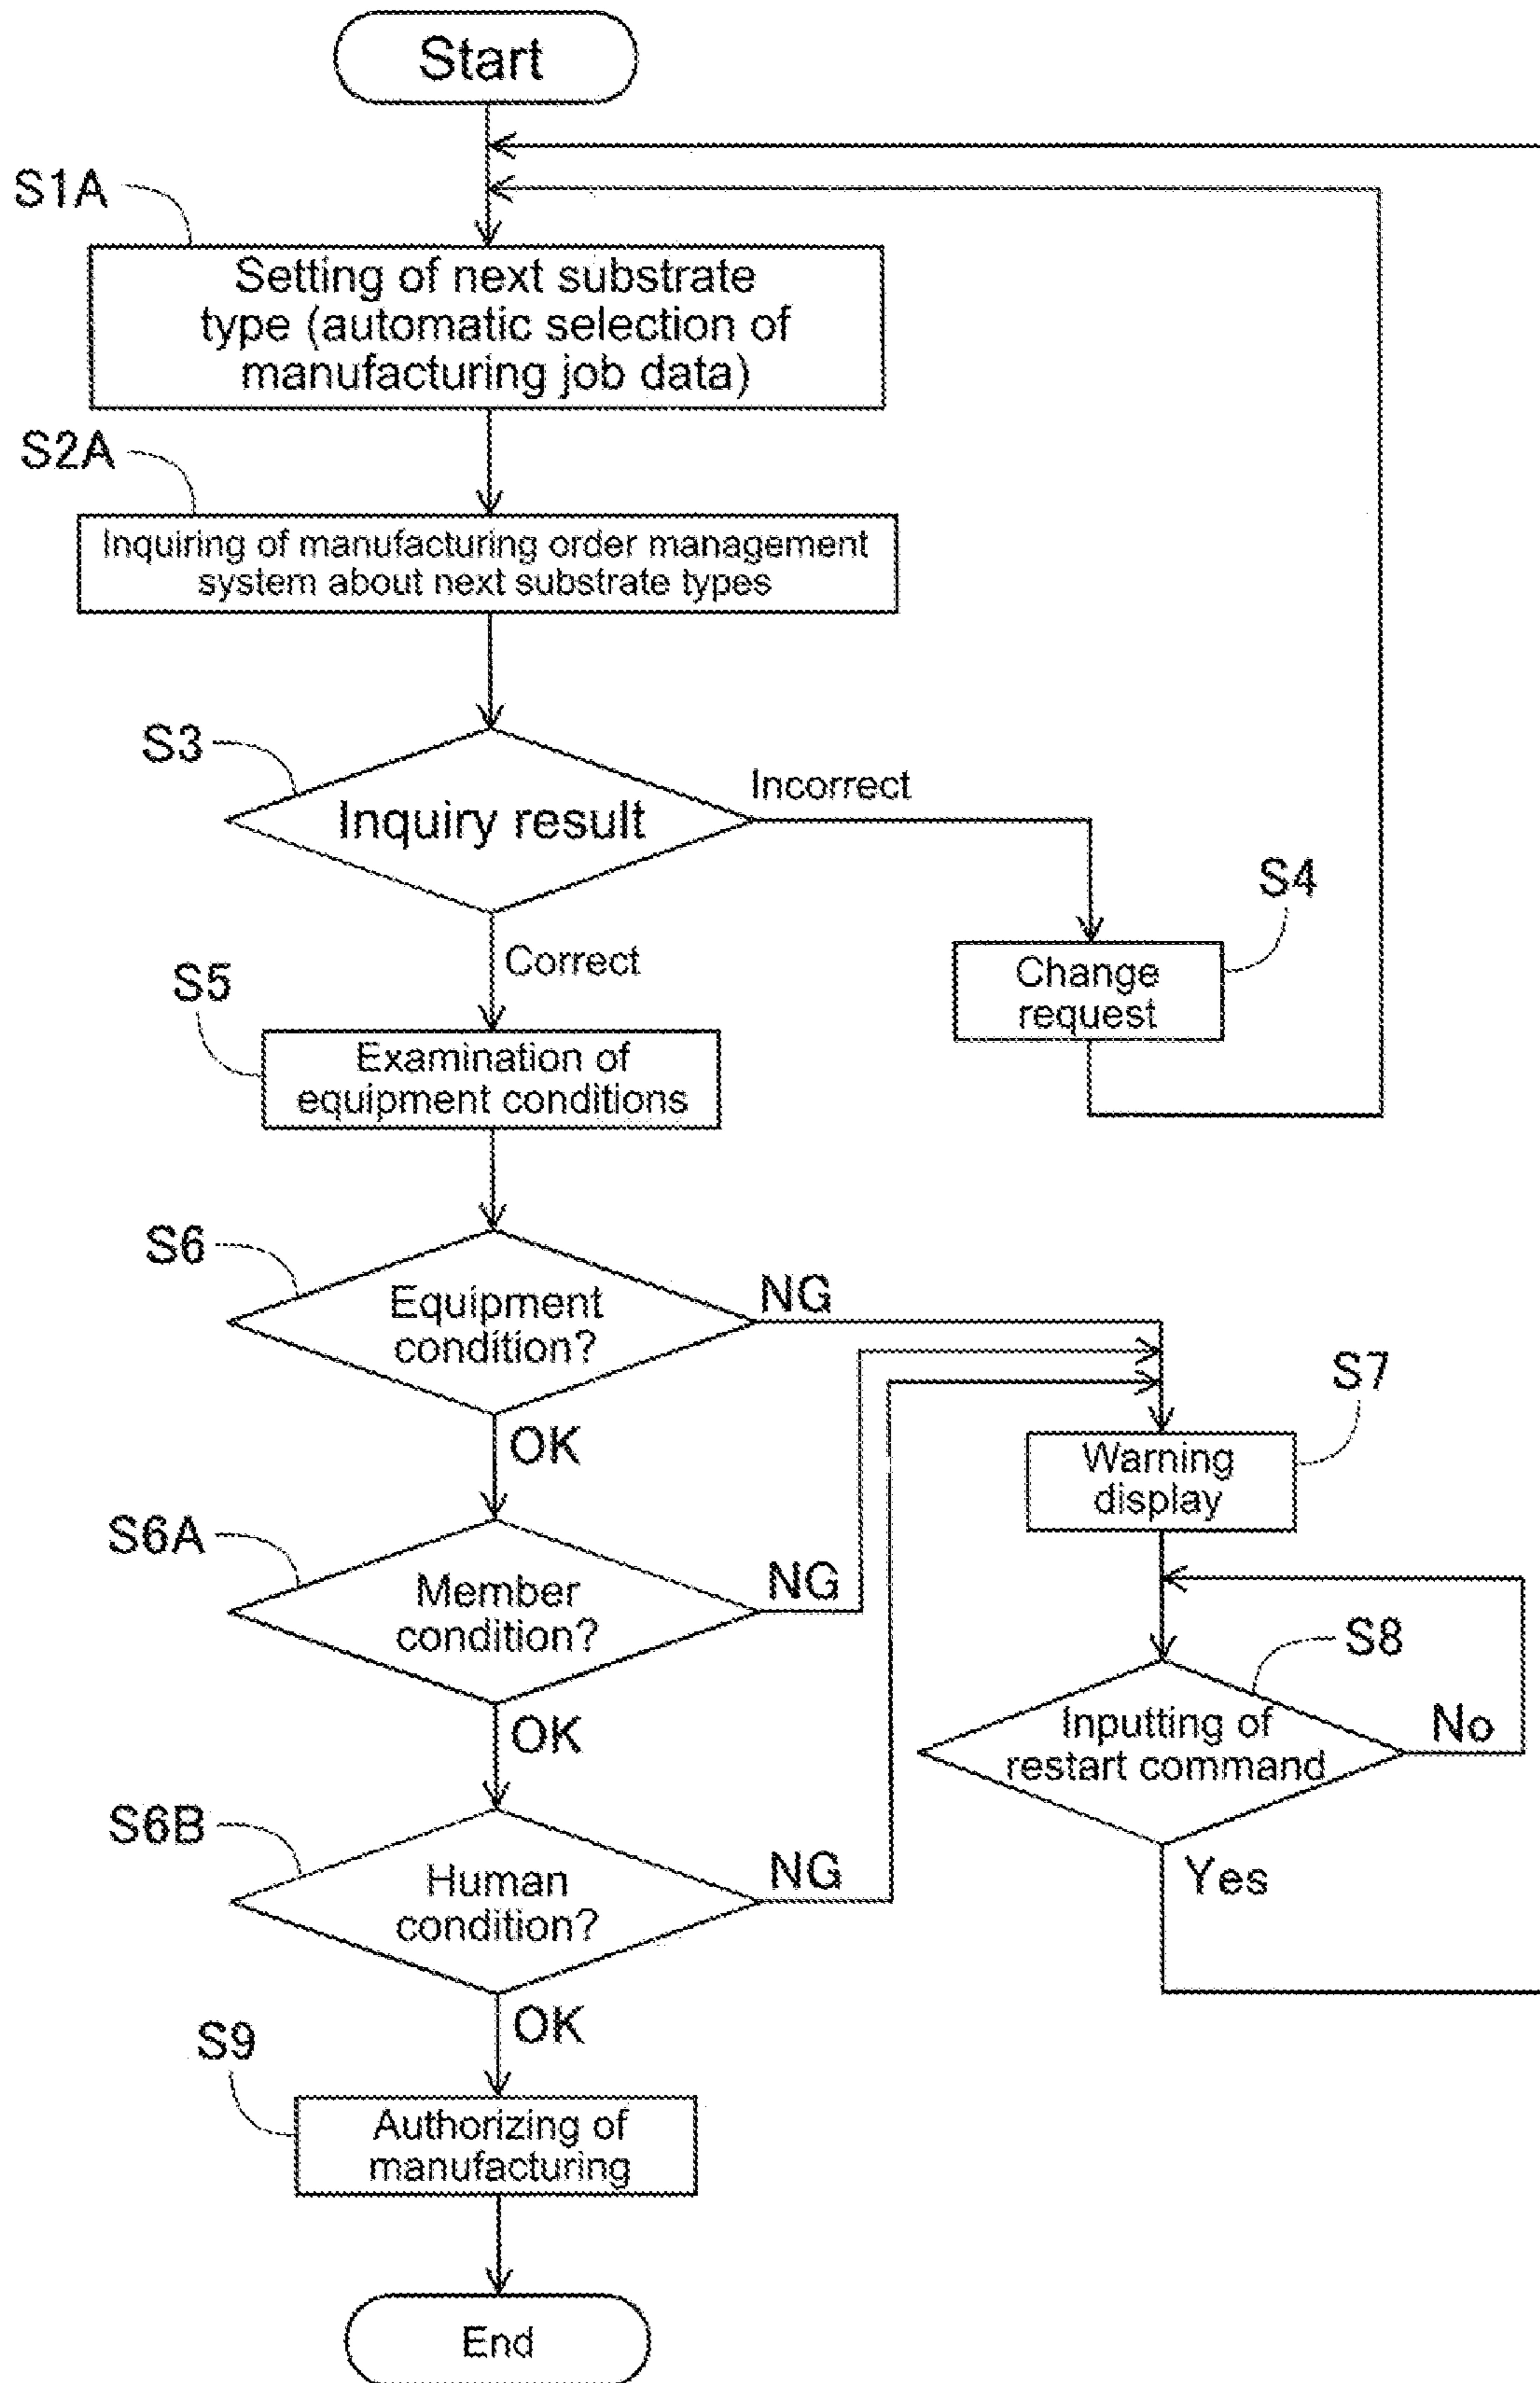 Start
S1A
Setting of next substrate
type (automatic selection of
manufacturing job data)
S2A
Inquiring of manufacturing order management
system about next substrate types
S3
Inquiry result
Incorrect
S4
Change
request
Correct
S5
Examination of
equipment conditions
S6
Equipment
condition?
NG
OK
S7
Warning
display
S6A
Member
condition?
NG
OK
S8
Inputting of
restart command
No
Yes
S6B
Human
condition?
NG
OK
S9
Authorizing of
manufacturing
End